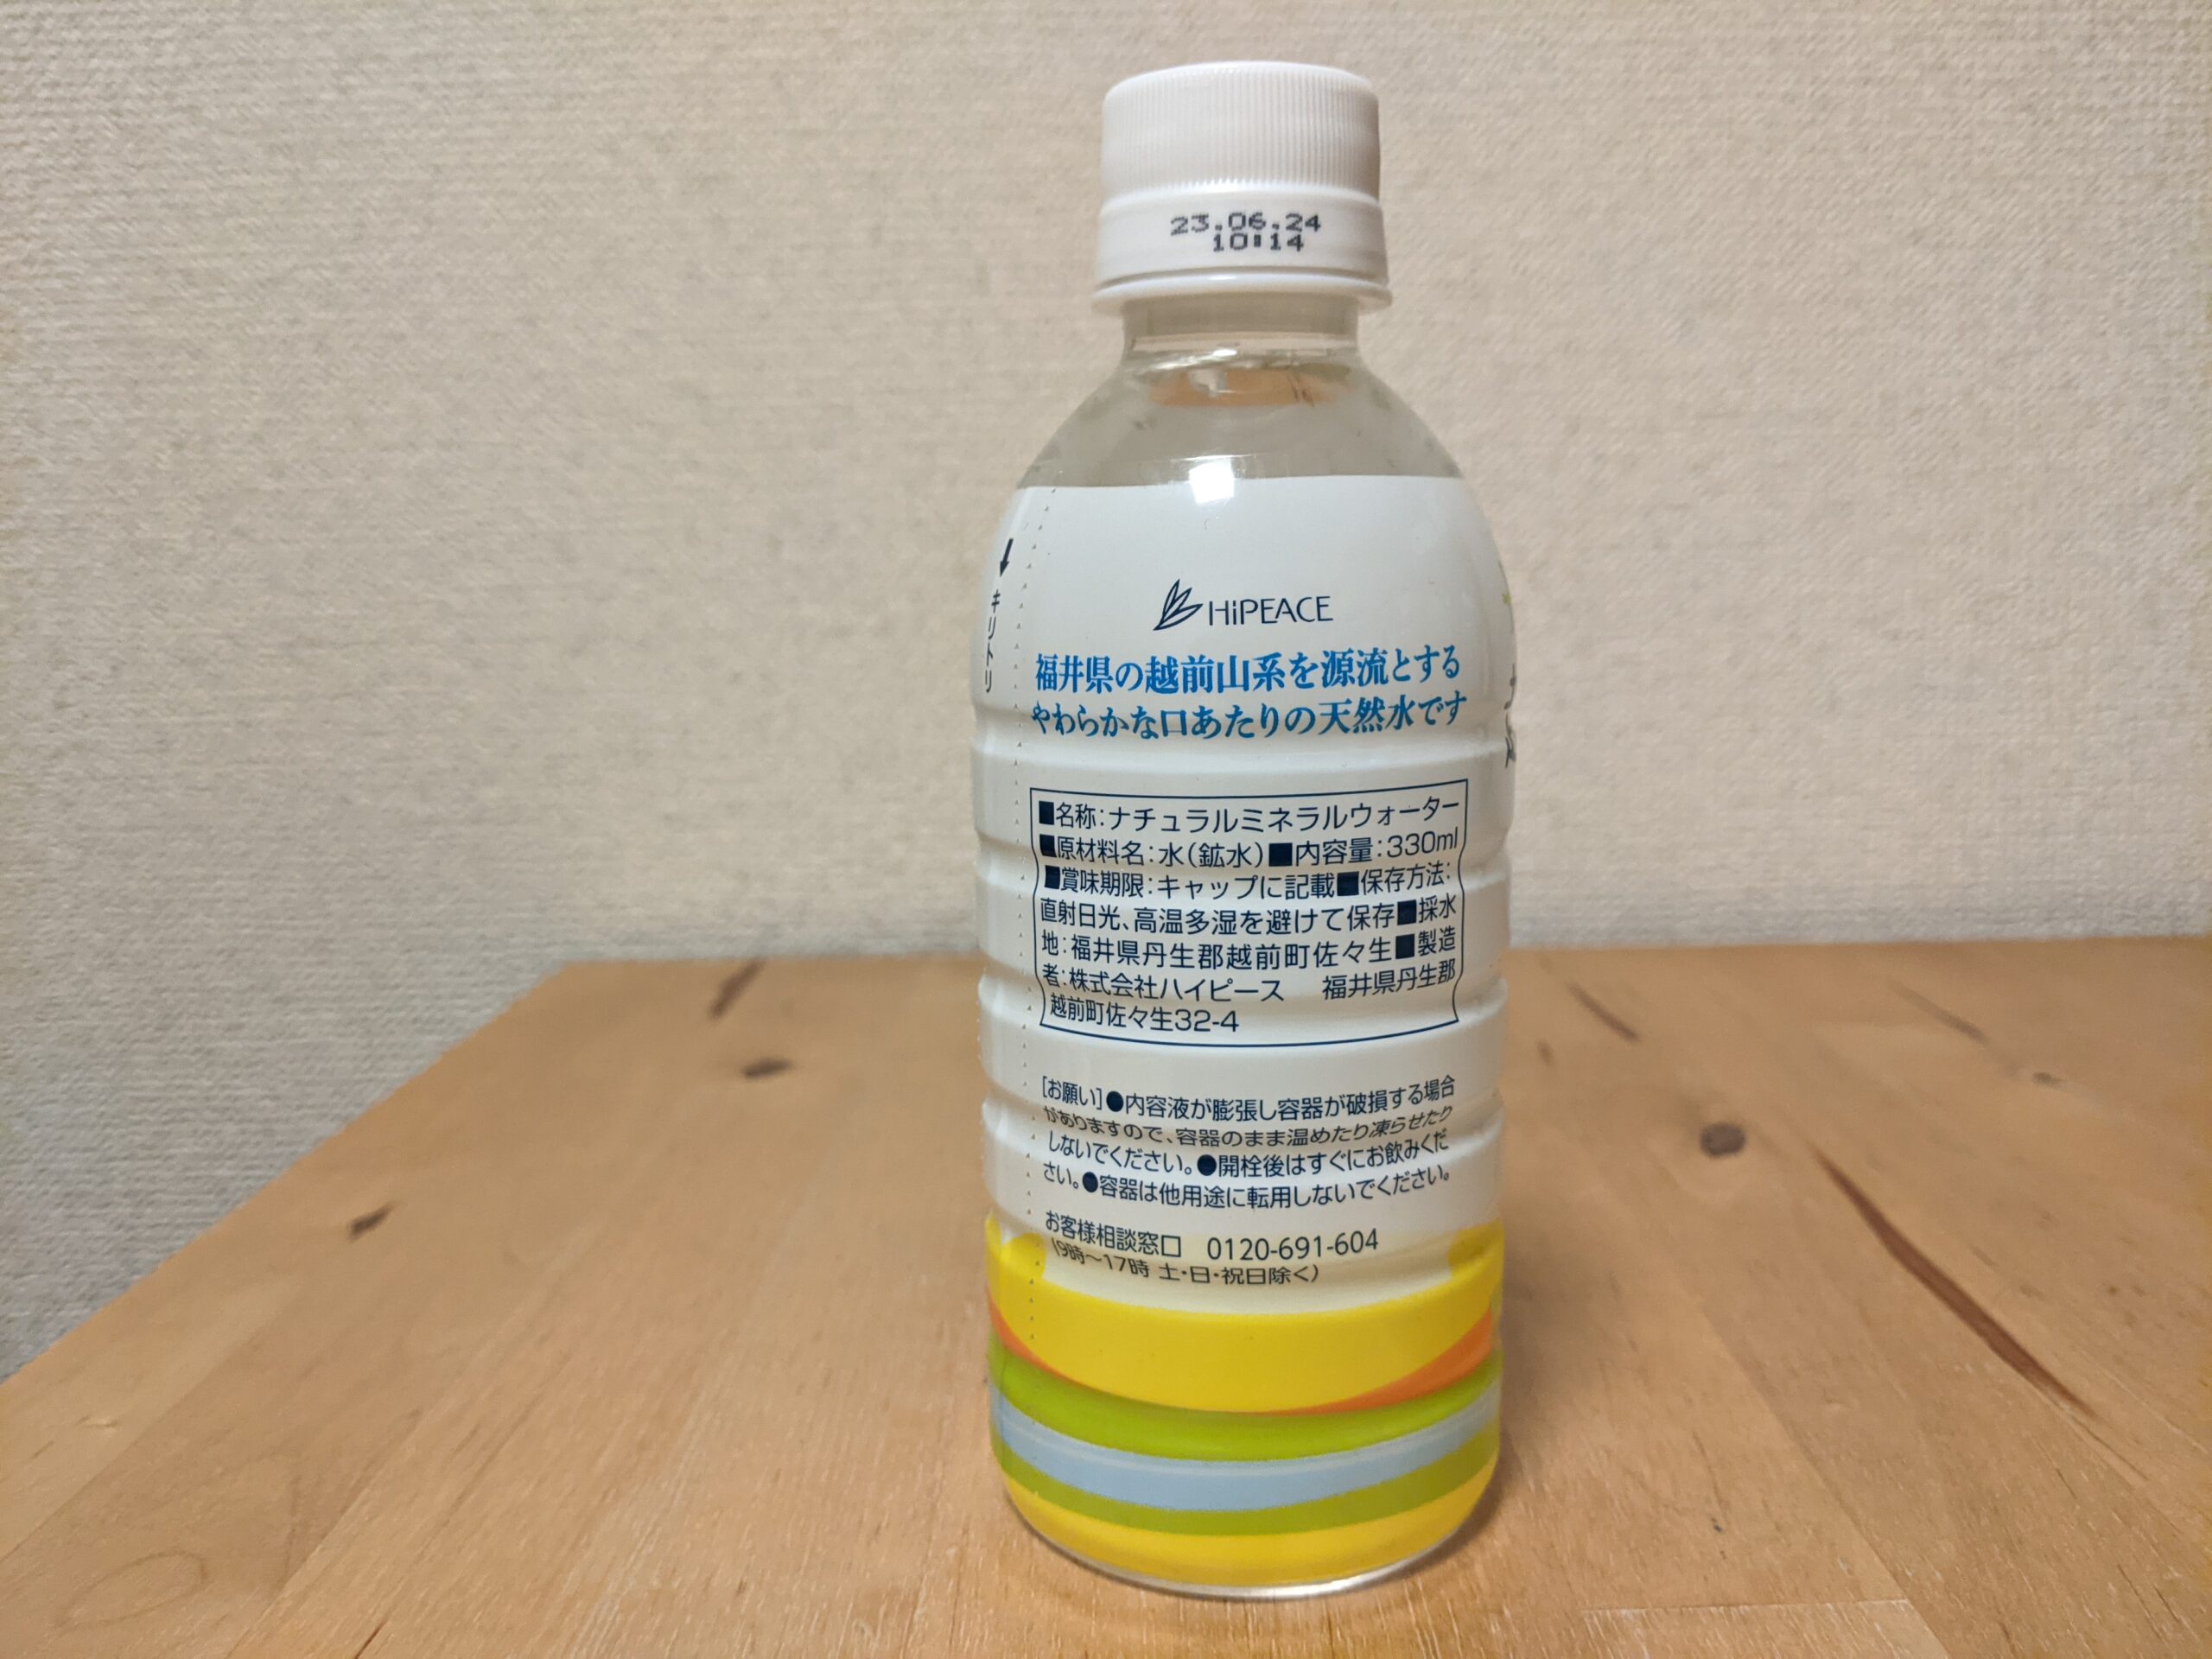 23.06.24
10:14
HiPEACE
福井県の越前山系を源流とする
やわらかな口あたりの天然水です
キリトリ
■名称:ナチュラルミネラルウォーター
■原材料名:水(鉱水)■内容量:330ml
■賞味期限:キャップに記載■保存方法:
直射日光、高温多湿を避けて保存■採水
地:福井県丹生郡越前町佐々生■製造
者:株式会社ハイピース 福井県丹生郡
越前町佐々生32-4
[お願い]●内容液が膨張し容器が破損する場合
がありますので、容器のまま温めたり凍らせたり
しないでください。●開栓後はすぐにお飲みくだ
さい。●容器は他用途に転用しないでください。
お客様相談窓口 0120-691-604
(9時～17時 土・日・祝日除く)